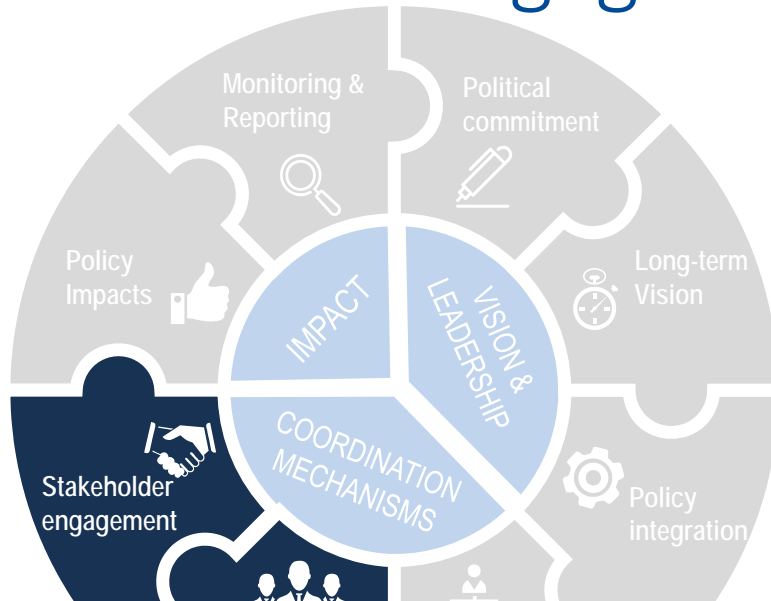 Monitoring &
Reporting
Political
commitment
Policy
Impacts
Long-term
Vision
IMPACT
VISION &
LEADERSHIP
COORDINATION
MECHANISMS
Stakeholder
engagement
Policy
integration